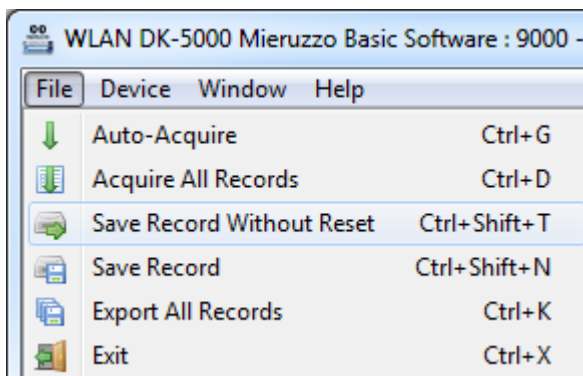 WLAN DK-5000 Mieruzzo Basic Software : 9000 -
File Device Window Help
Auto-Acquire Ctrl+G
Acquire All Records Ctrl+D
Save Record Without Reset Ctrl+Shift+T
Save Record Ctrl+Shift+N
Export All Records Ctrl+K
Exit Ctrl+X